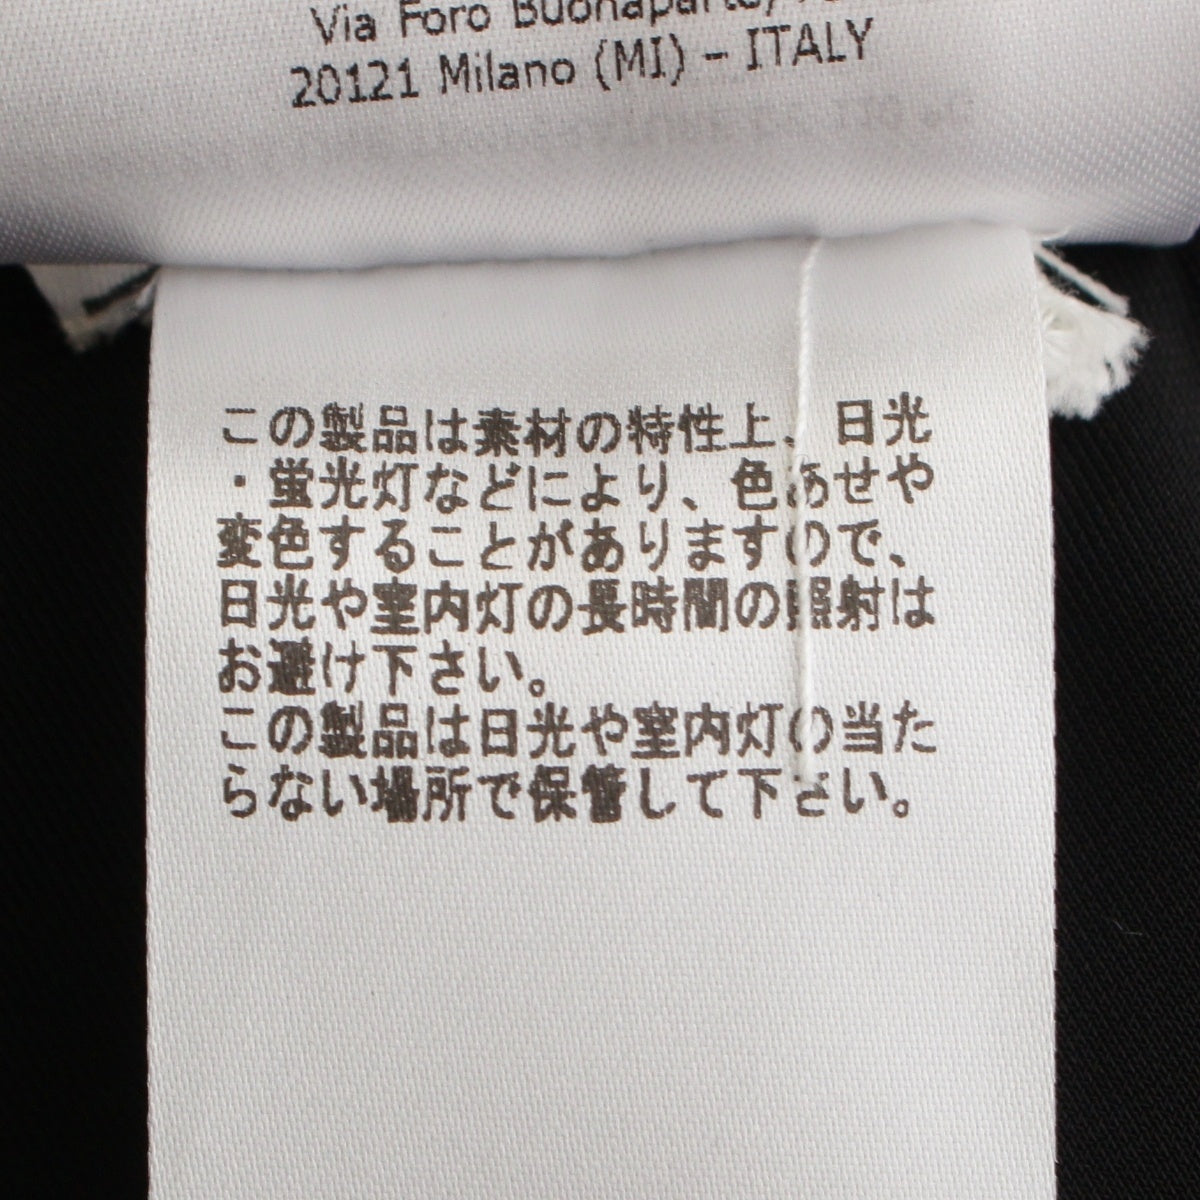 Via Foro Buonaparte,
20121 Milano (MI) – ITALY
この製品は素材の特性上、日光
・蛍光灯などにより、色あせや
変色することがありますので、
日光や室内灯の長時間の照射は
お避け下さい。
この製品は日光や室内灯の当た
らない場所で保管して下さい。